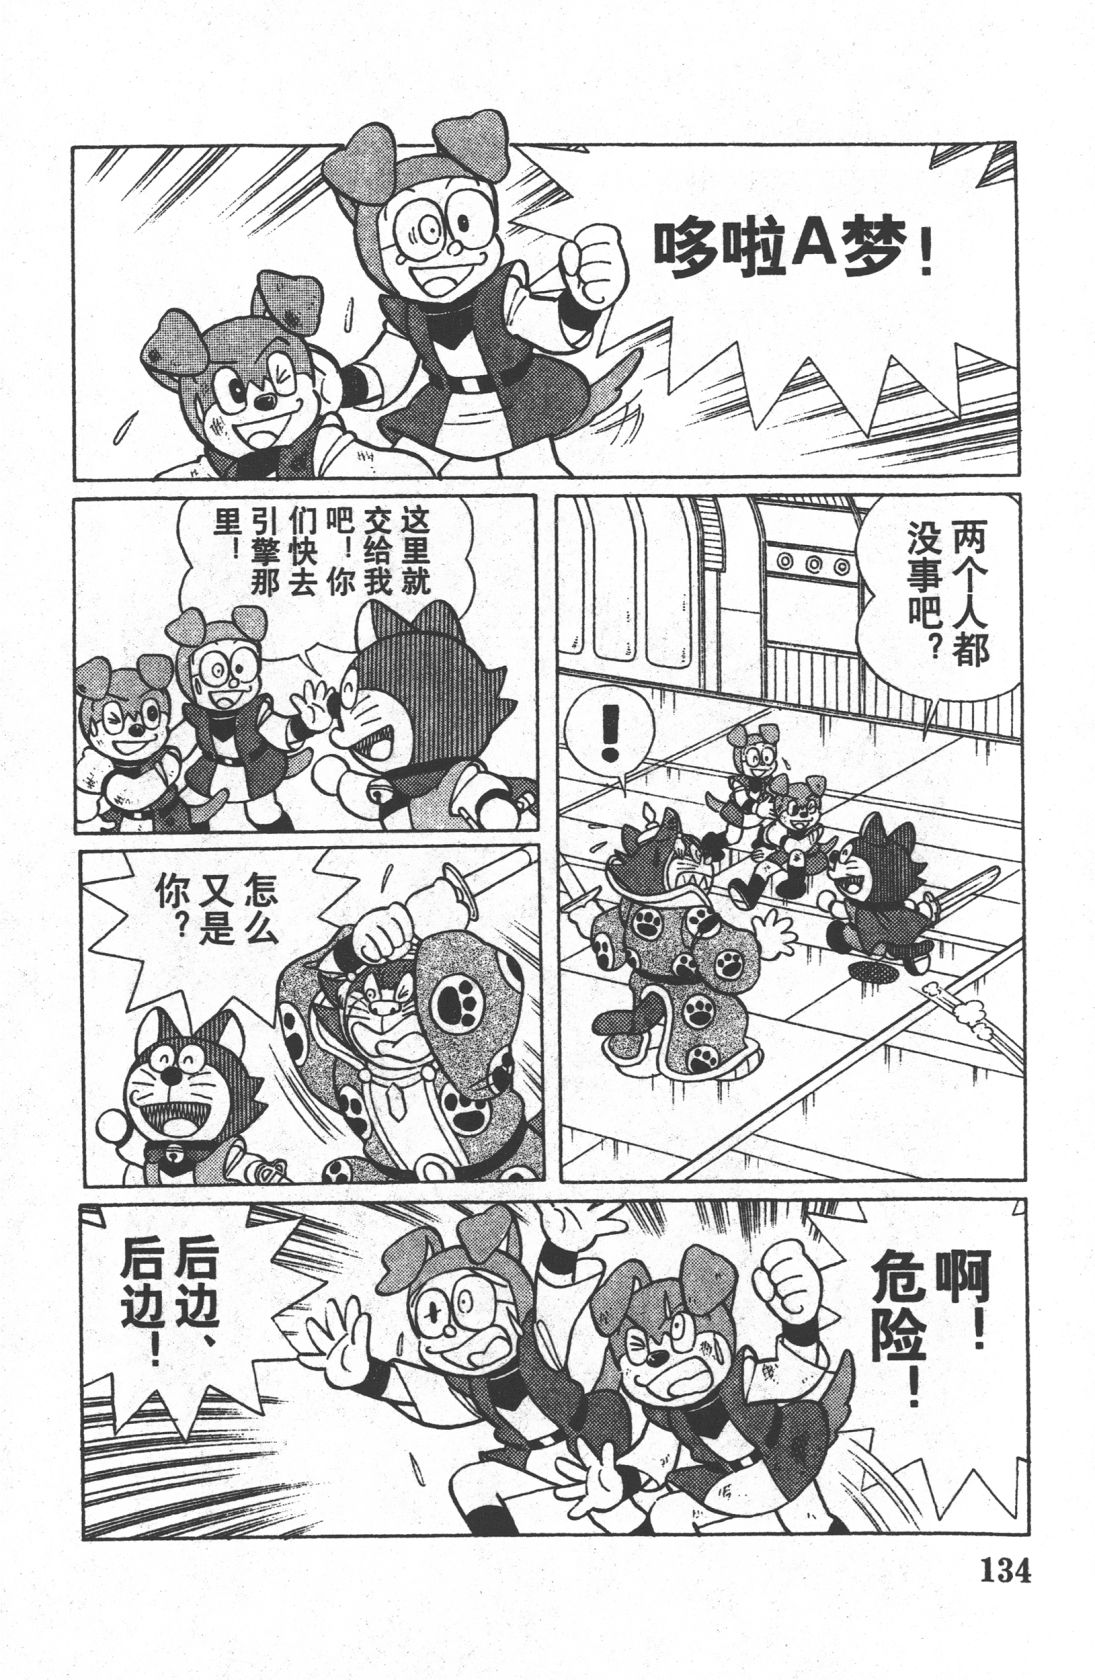 哆啦A梦！
两个人都
没事吧？
！
这里就
交给我
吧！你
们快去
引擎那
里！
怎么
又是
你？
啊！
危险！
后边、
后边！
134